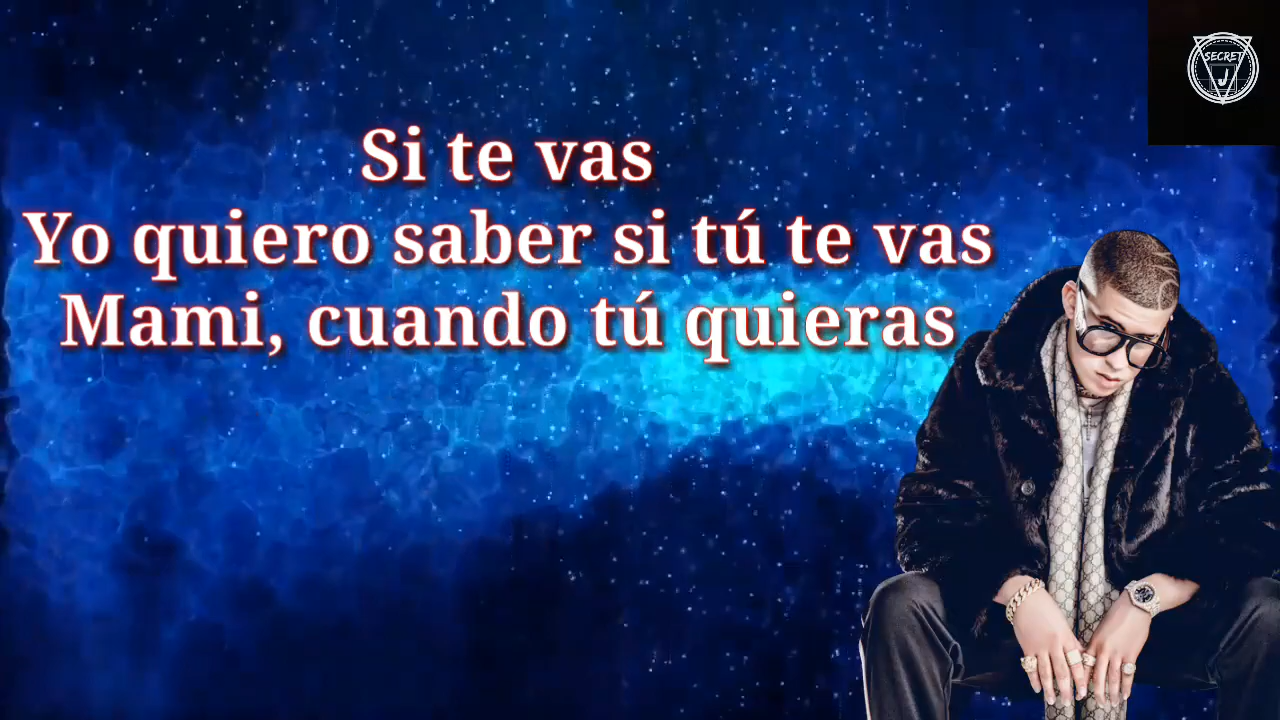 SECRET
J
Si te vas
Yo quiero saber si tú te vas
Mami, cuando tú quieras